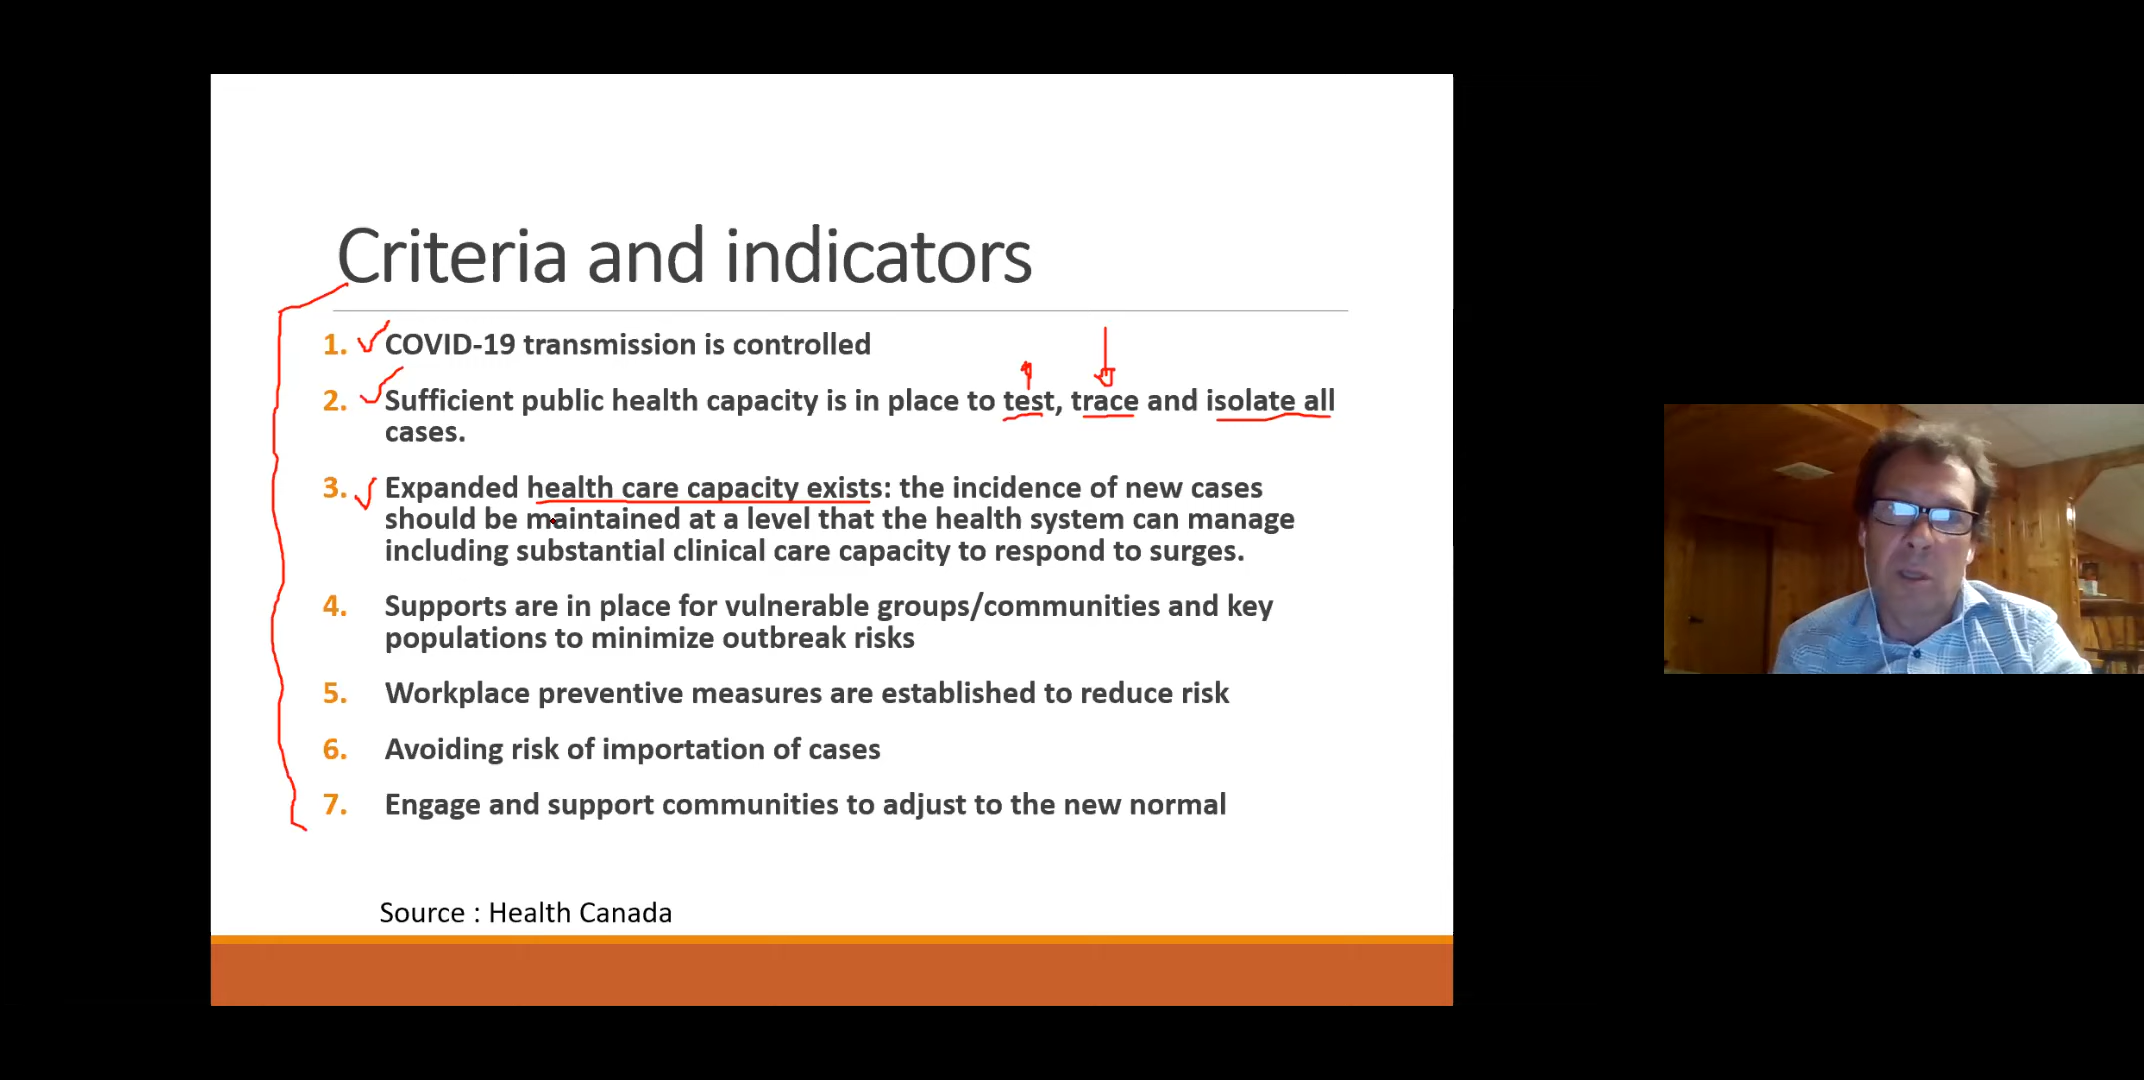 Criteria and indicators
1. COVID-19 transmission is controlled
2. Sufficient public health capacity is in place to test, trace and isolate all
cases.
3. Expanded health care capacity exists: the incidence of new cases
should be maintained at a level that the health system can manage
including substantial clinical care capacity to respond to surges.
4. Supports are in place for vulnerable groups/communities and key
populations to minimize outbreak risks
5. Workplace preventive measures are established to reduce risk
6. Avoiding risk of importation of cases
7. Engage and support communities to adjust to the new normal
Source : Health Canada